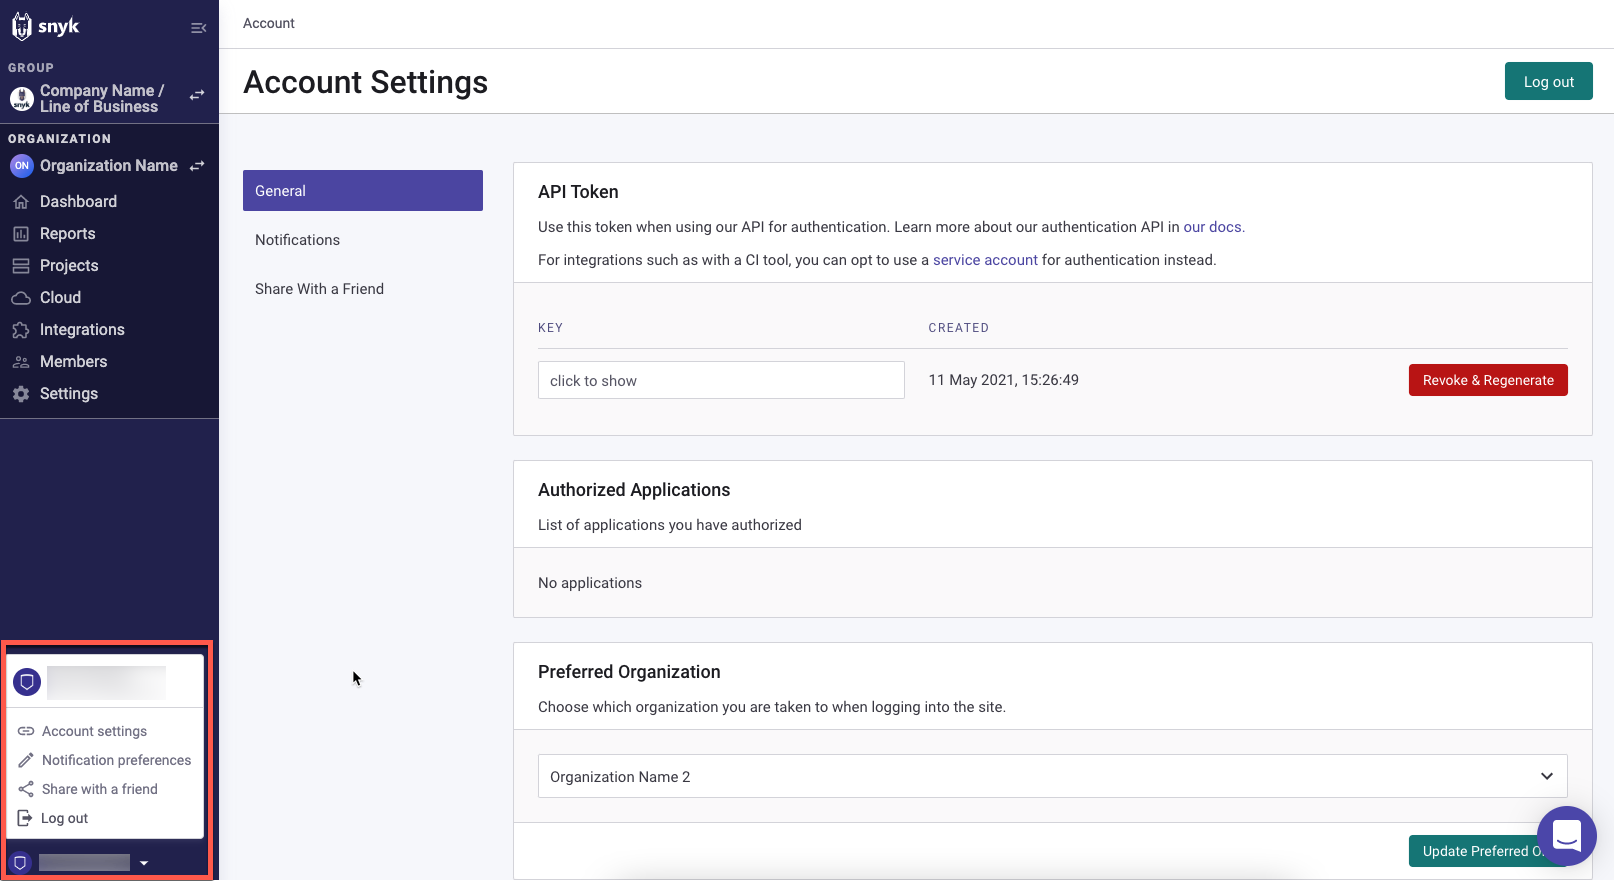 snyk
GROUP
snyk
Company Name /
Line of Business
ORGANIZATION
ON
Organization Name
Dashboard
Reports
Projects
Cloud
Integrations
Members
Settings
Account settings
Notification preferences
Share with a friend
Log out
Account
Account Settings
Log out
General
Notifications
Share With a Friend
API Token
Use this token when using our API for authentication. Learn more about our authentication API in our docs.
For integrations such as with a CI tool, you can opt to use a service account for authentication instead.
KEY
CREATED
click to show
11 May 2021, 15:26:49
Revoke & Regenerate
Authorized Applications
List of applications you have authorized
No applications
Preferred Organization
Choose which organization you are taken to when logging into the site.
Organization Name 2
Update Preferred O